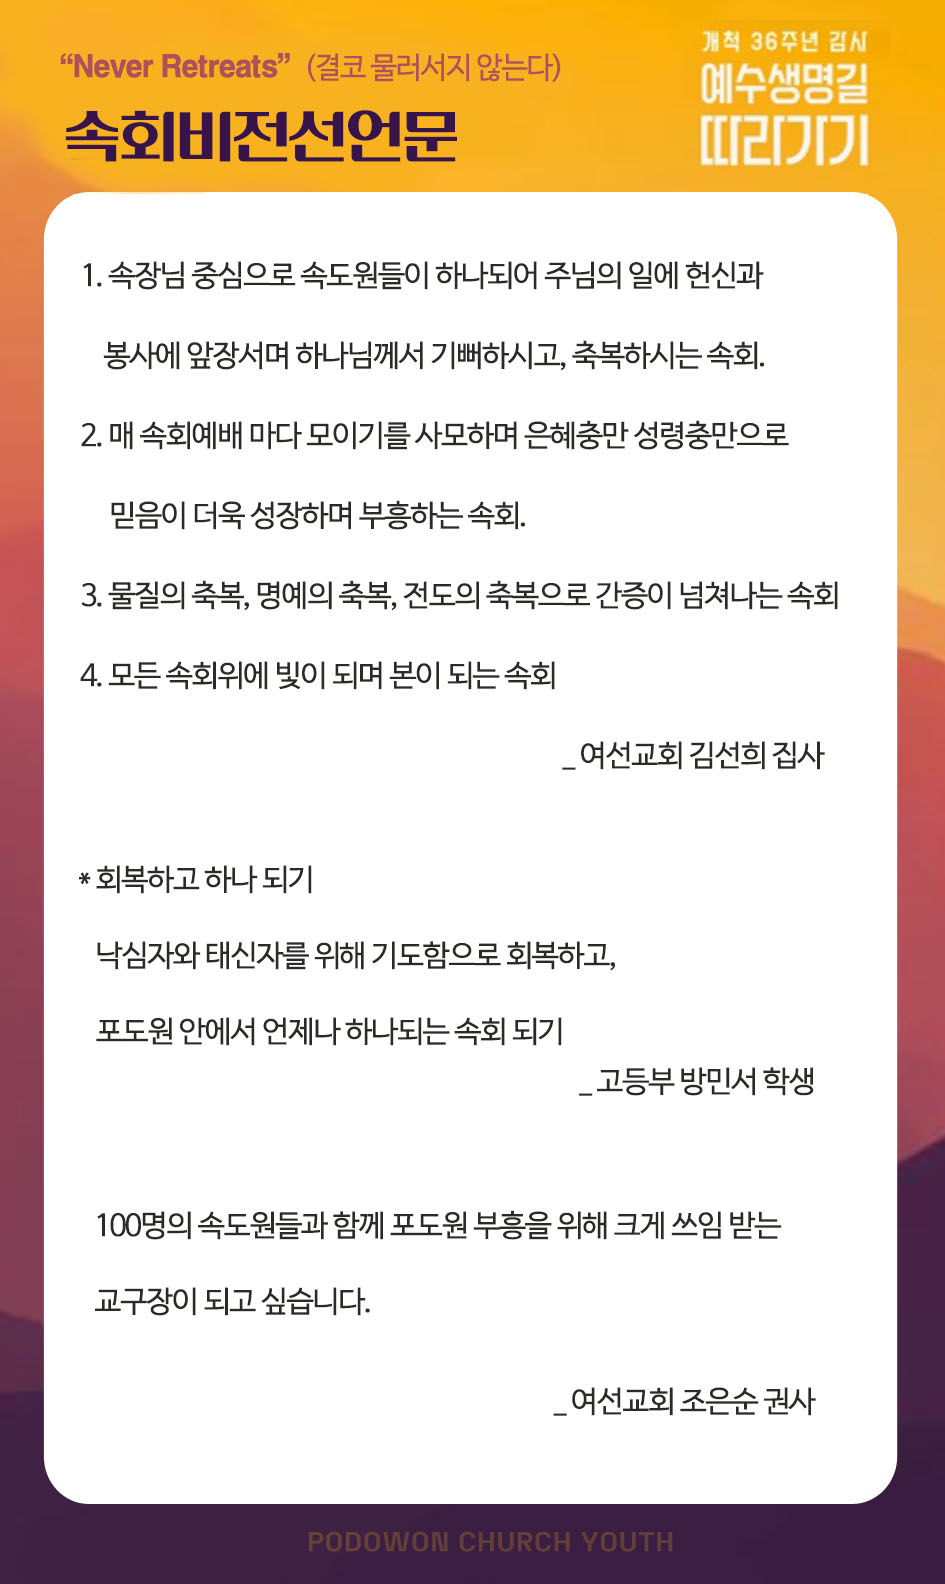 “Never Retreats” (결코 물러서지 않는다)
속회비전선언문
개척 36주년 감사
예수생명길
따라가기
1. 속장님 중심으로 속도원들이 하나되어 주님의 일에 헌신과
봉사에 앞장서며 하나님께서 기뻐하시고, 축복하시는 속회.
2. 매 속회예배 마다 모이기를 사모하며 은혜충만 성령충만으로
믿음이 더욱 성장하며 부흥하는 속회.
3. 물질의 축복, 명예의 축복, 전도의 축복으로 간증이 넘쳐나는 속회
4. 모든 속회위에 빛이 되며 본이 되는 속회
_ 여선교회 김선희 집사
* 회복하고 하나 되기
낙심자와 태신자를 위해 기도함으로 회복하고,
포도원 안에서 언제나 하나되는 속회 되기
_ 고등부 방민서 학생
100명의 속도원들과 함께 포도원 부흥을 위해 크게 쓰임 받는
교구장이 되고 싶습니다.
_ 여선교회 조은순 권사
PODOWON CHURCH YOUTH